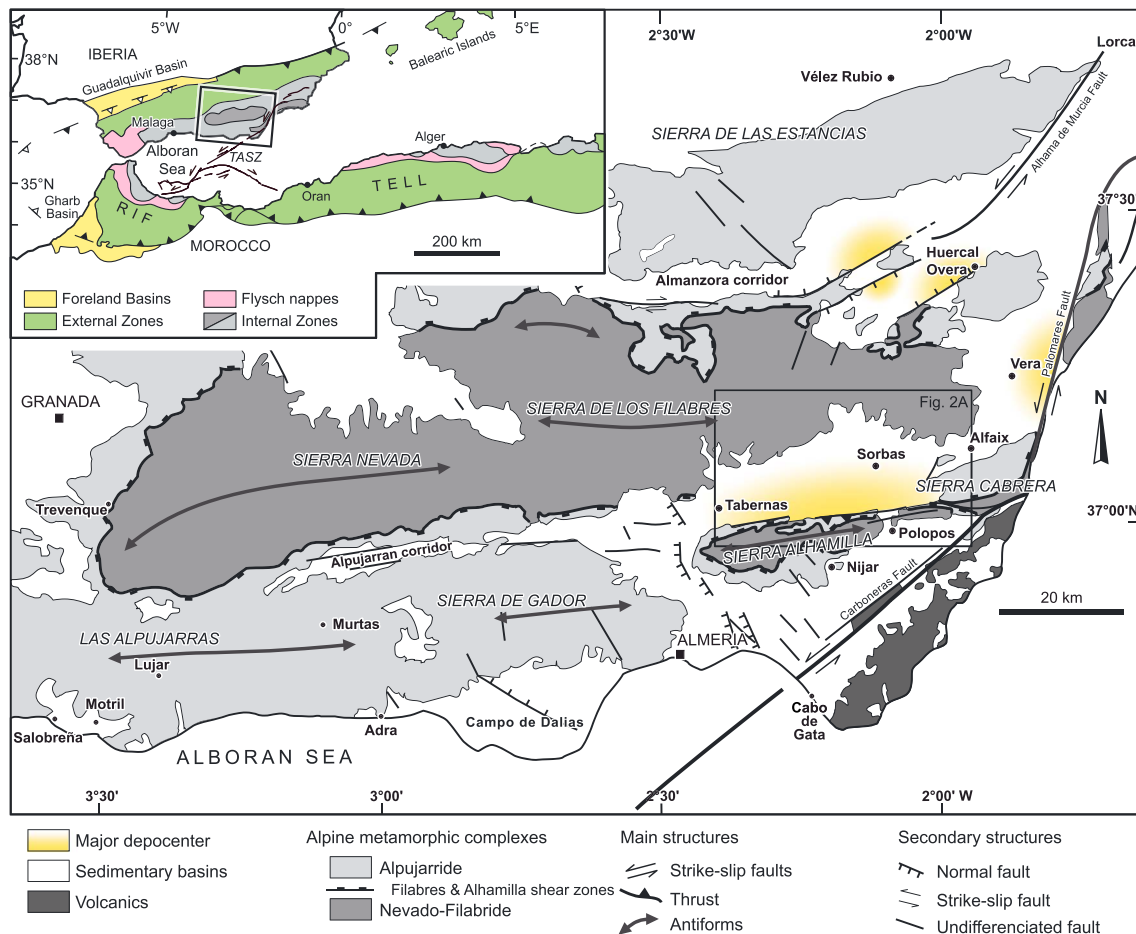 5°W
0°
5°E
IBERIA
38°N
Guadalquivir Basin
Balearic Islands
Malaga
Alboran
Sea
TASZ
Alger
35°N
Gharb
Basin
RIF
Oran
TELL
MOROCCO
200 km
Foreland Basins
Flysch nappes
External Zones
Internal Zones
2°30'
2°00'
Lorca
Vélez Rubio
SIERRA DE LAS ESTANCIAS
Alhama de Murcia Fault
37°30'
Huercal
Overa
Almanzora corridor
Palomares Fault
Vera
GRANADA
Fig. 2A
N
SIERRA DE LOS FILABRES
Alfaix
SIERRA NEVADA
Sorbas
SIERRA CABRERA
Trevenque
Tabernas
37°00'N
Polopos
SIERRA ALHAMILLA
Alpujarran corridor
Nijar
Carboneras Fault
20 km
SIERRA DE GADOR
LAS ALPUJARRAS
Murtas
ALMERIA
Lujar
Motril
Salobreña
Adra
Campo de Dalias
Cabo
de
Gata
ALBORAN SEA
3°30'
3°00'
2°30'
2°00' W
Major depocenter
Sedimentary basins
Volcanics
Alpine metamorphic complexes
Alpujarride
Filabres & Alhamilla shear zones
Nevado-Filabride
Main structures
Strike-slip faults
Thrust
Antiforms
Secondary structures
Normal fault
Strike-slip fault
Undifferenciated fault